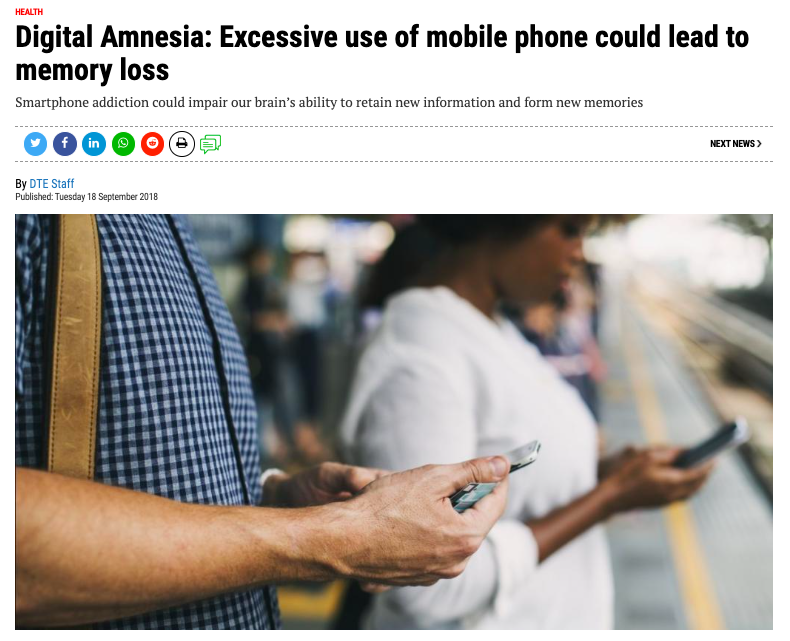 HEALTH
Digital Amnesia: Excessive use of mobile phone could lead to
memory loss
Smartphone addiction could impair our brain's ability to retain new information and form new memories
NEXT NEWS
By DTE Staff
Published: Tuesday 18 September 2018